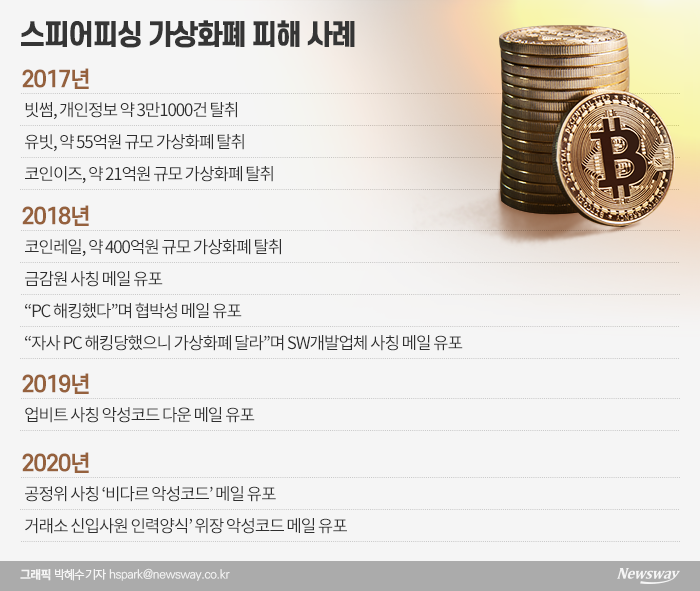 스피어피싱 가상화폐 피해 사례
2017년
빗썸, 개인정보 약 3만1000건 탈취
유빗, 약 55억원 규모 가상화폐 탈취
코인이즈, 약 21억원 규모 가상화폐 탈취
2018년
코인레일, 약 400억원 규모 가상화폐 탈취
금감원 사칭 메일 유포
“PC 해킹했다”며 협박성 메일 유포
“자사 PC 해킹당했으니 가상화폐 달라”며 SW개발업체 사칭 메일 유포
2019년
업비트 사칭 악성코드 다운 메일 유포
2020년
공정위 사칭 ‘비다르 악성코드’ 메일 유포
거래소 신입사원 인력양식’ 위장 악성코드 메일 유포
그래픽 박혜수기자 hspark@newsway.co.kr
Newsway